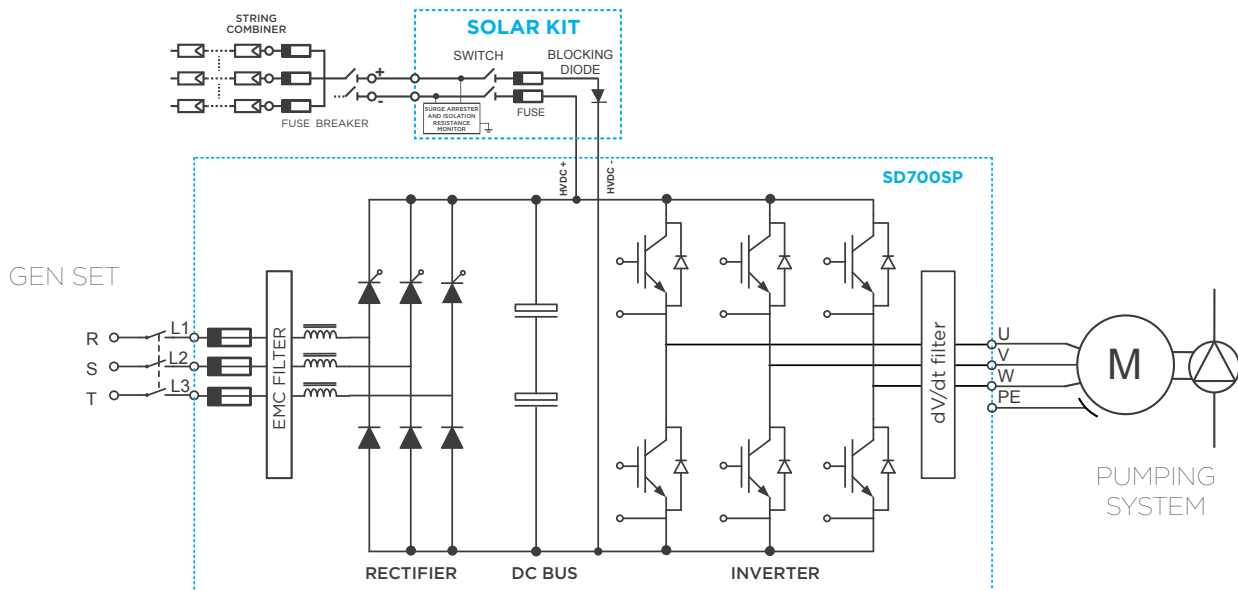 STRING
COMBINER
SOLAR KIT
SWITCH
BLOCKING
DIODE
+
-
SURGE ARRESTER
AND ISOLATION
RESISTANCE
MONITOR
FUSE
FUSE BREAKER
HVDC +
HVDC -
SD700SP
GEN SET
R
S
T
L1
L2
L3
EMC FILTER
dV/dt filter
U
V
W
PE
M
PUMPING
SYSTEM
RECTIFIER
DC BUS
INVERTER